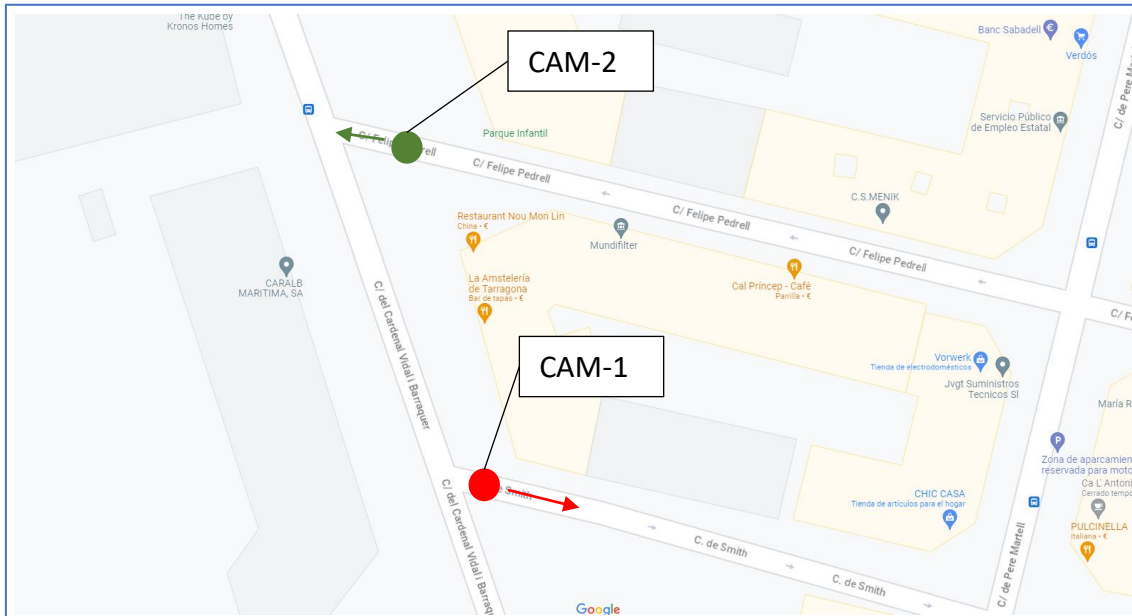 The Kube by
Kronos Homes
CAM-2
Banc Sabadell
Verdós
C/ de Pere Martell
C/ Felipe Pedrell
Parque Infantil
C/ Felipe Pedrell
Servicio Público
de Empleo Estatal
C.S.MENIK
C/ Felipe Pedrell
Restaurant Nou Mon Lin
China • €
Mundifilter
C/ Felipe Pedrell
CARALB
MARITIMA, SA
La Amstelería
de Tarragona
Bar de tapas • €
Cal Príncep - Café
Parrilla • €
C/ del Cardenal Vidal i Barraquer
CAM-1
Vorwerk
Tienda de electrodomésticos
Jvgt Suministros
Tecnicos Sl
María R
Zona de aparcamien
reservada para moto
Ca L' Antoni
Cerrado tempo
CHIC CASA
Tienda de artículos para el hogar
PULCINELLA
Italiana • €
Smith
C. de Smith
C. de Smith
C/ del Cardenal Vidal i Barraquer
C/ de Pere Martell
Google